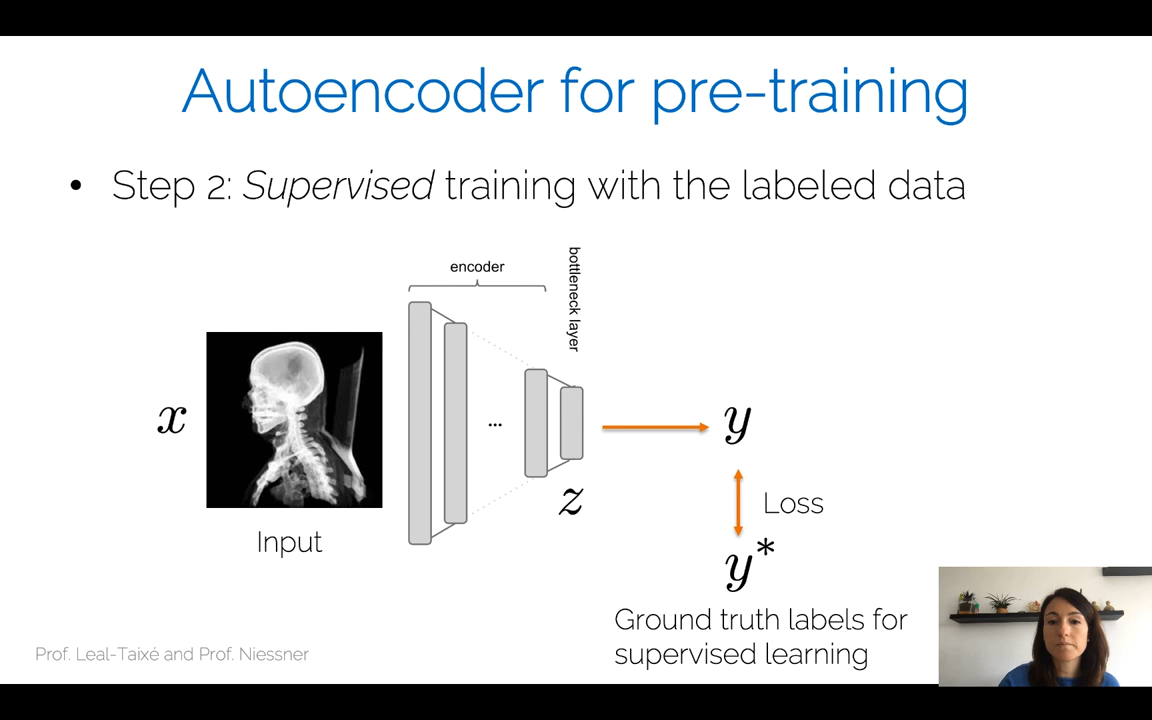 Autoencoder for pre-training
• Step 2: Supervised training with the labeled data
encoder
bottleneck layer
x
...
y
z
Loss
Input
y*
Ground truth labels for
supervised learning
Prof. Leal-Taixé and Prof. Niessner